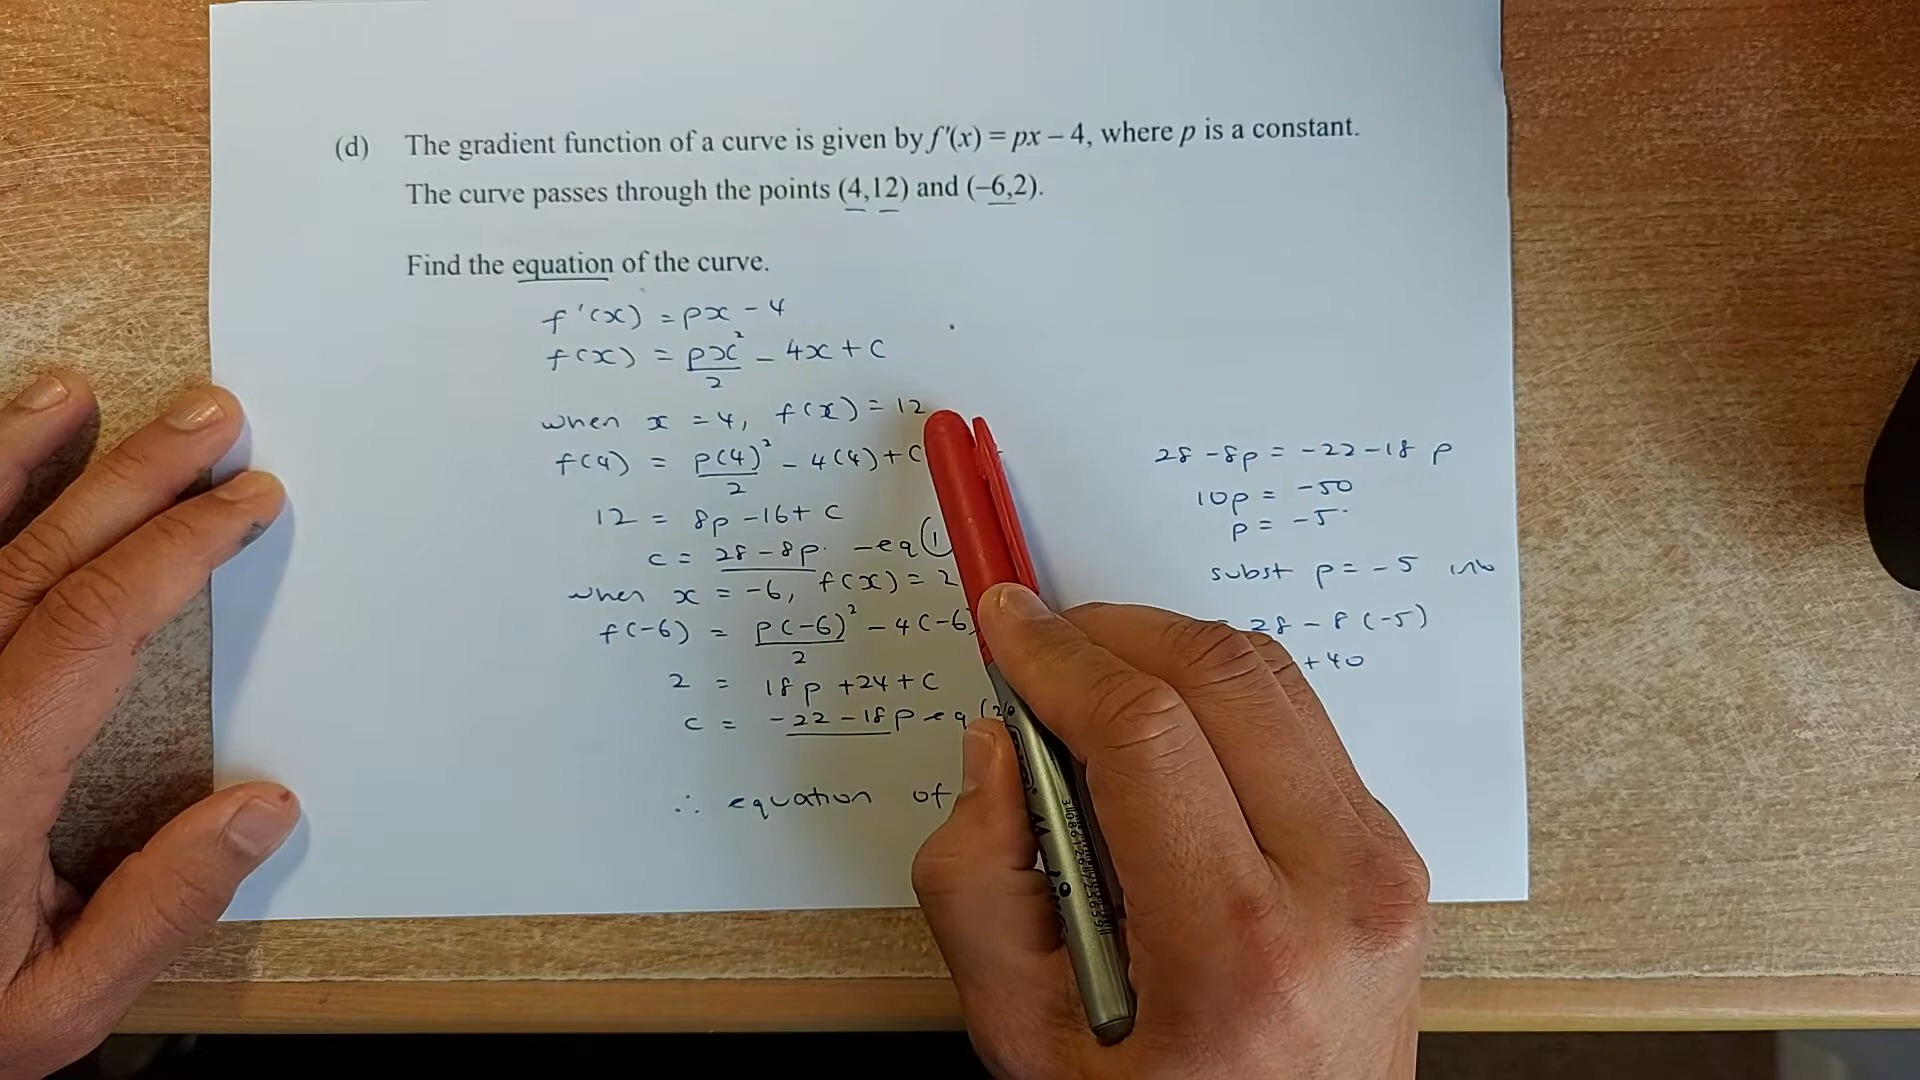 (d) The gradient function of a curve is given by f'(x) = px – 4, where p is a constant.
The curve passes through the points (4,12) and (–6,2).
Find the equation of the curve.
f'(x) = px - 4
f(x) = px²/2 - 4x + c
when x = 4, f(x) = 12
f(4) = p(4)²/2 - 4(4) + c
12 = 8p - 16 + c
c = 28 - 8p - eq 1
when x = -6, f(x) = 2
f(-6) = p(-6)²/2 - 4(-6)
2 = 18p + 24 + c
c = -22 - 18p eq (2)
∴ equation of
28 - 8p = -22 - 18p
10p = -50
p = -5
subst p = -5 into
28 - 8(-5)
+ 40